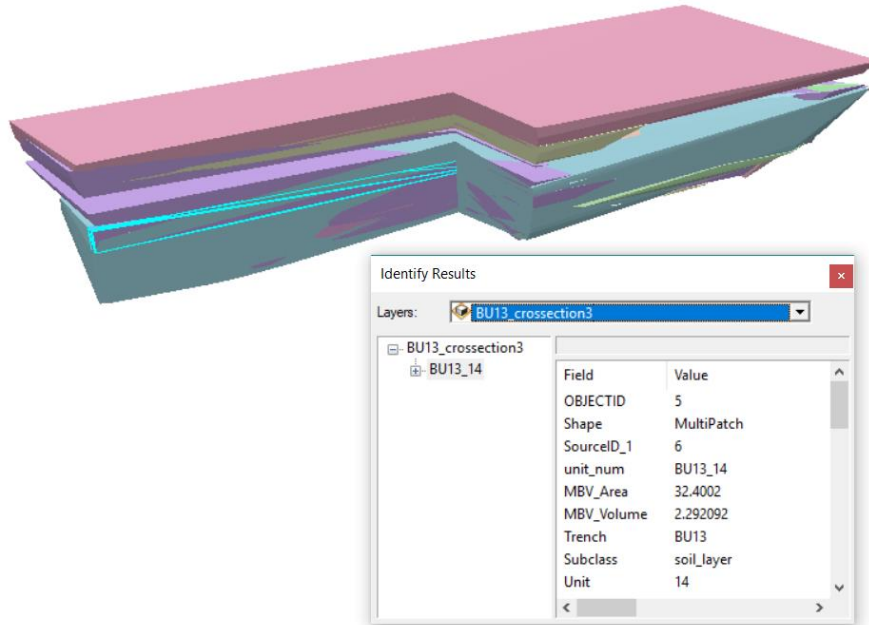 Identify Results
Layers: BU13_crossection3
BU13_crossection3
BU13_14
Field Value
OBJECTID 5
Shape MultiPatch
SourceID_1 6
unit_num BU13_14
MBV_Area 32.4002
MBV_Volume 2.292092
Trench BU13
Subclass soil_layer
Unit 14